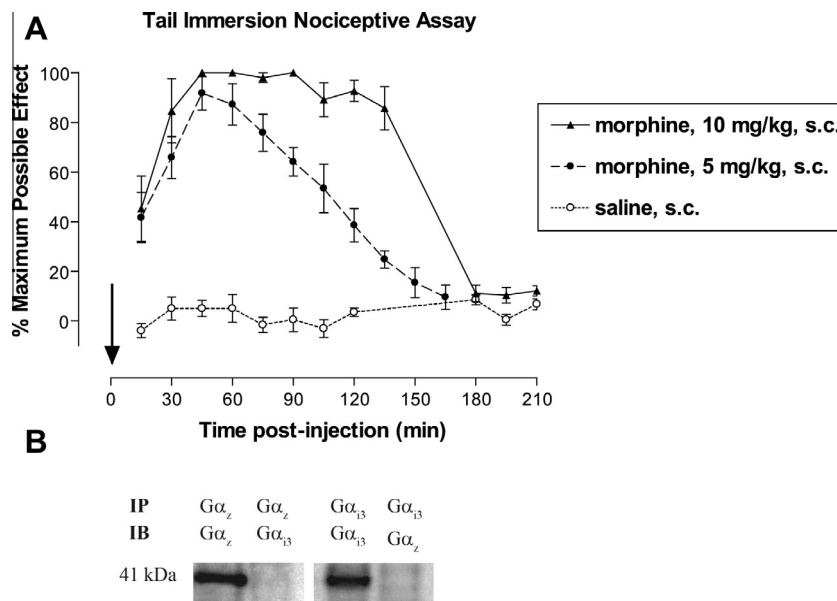 A
Tail Immersion Nociceptive Assay
% Maximum Possible Effect
100
80
60
40
20
0
0 30 60 90 120 150 180 210
Time post-injection (min)
morphine, 10 mg/kg, s.c.
morphine, 5 mg/kg, s.c.
saline, s.c.
B
IP Gαz Gαz Gαi3 Gαi3
IB Gαz Gαi3 Gαi3 Gαz
41 kDa